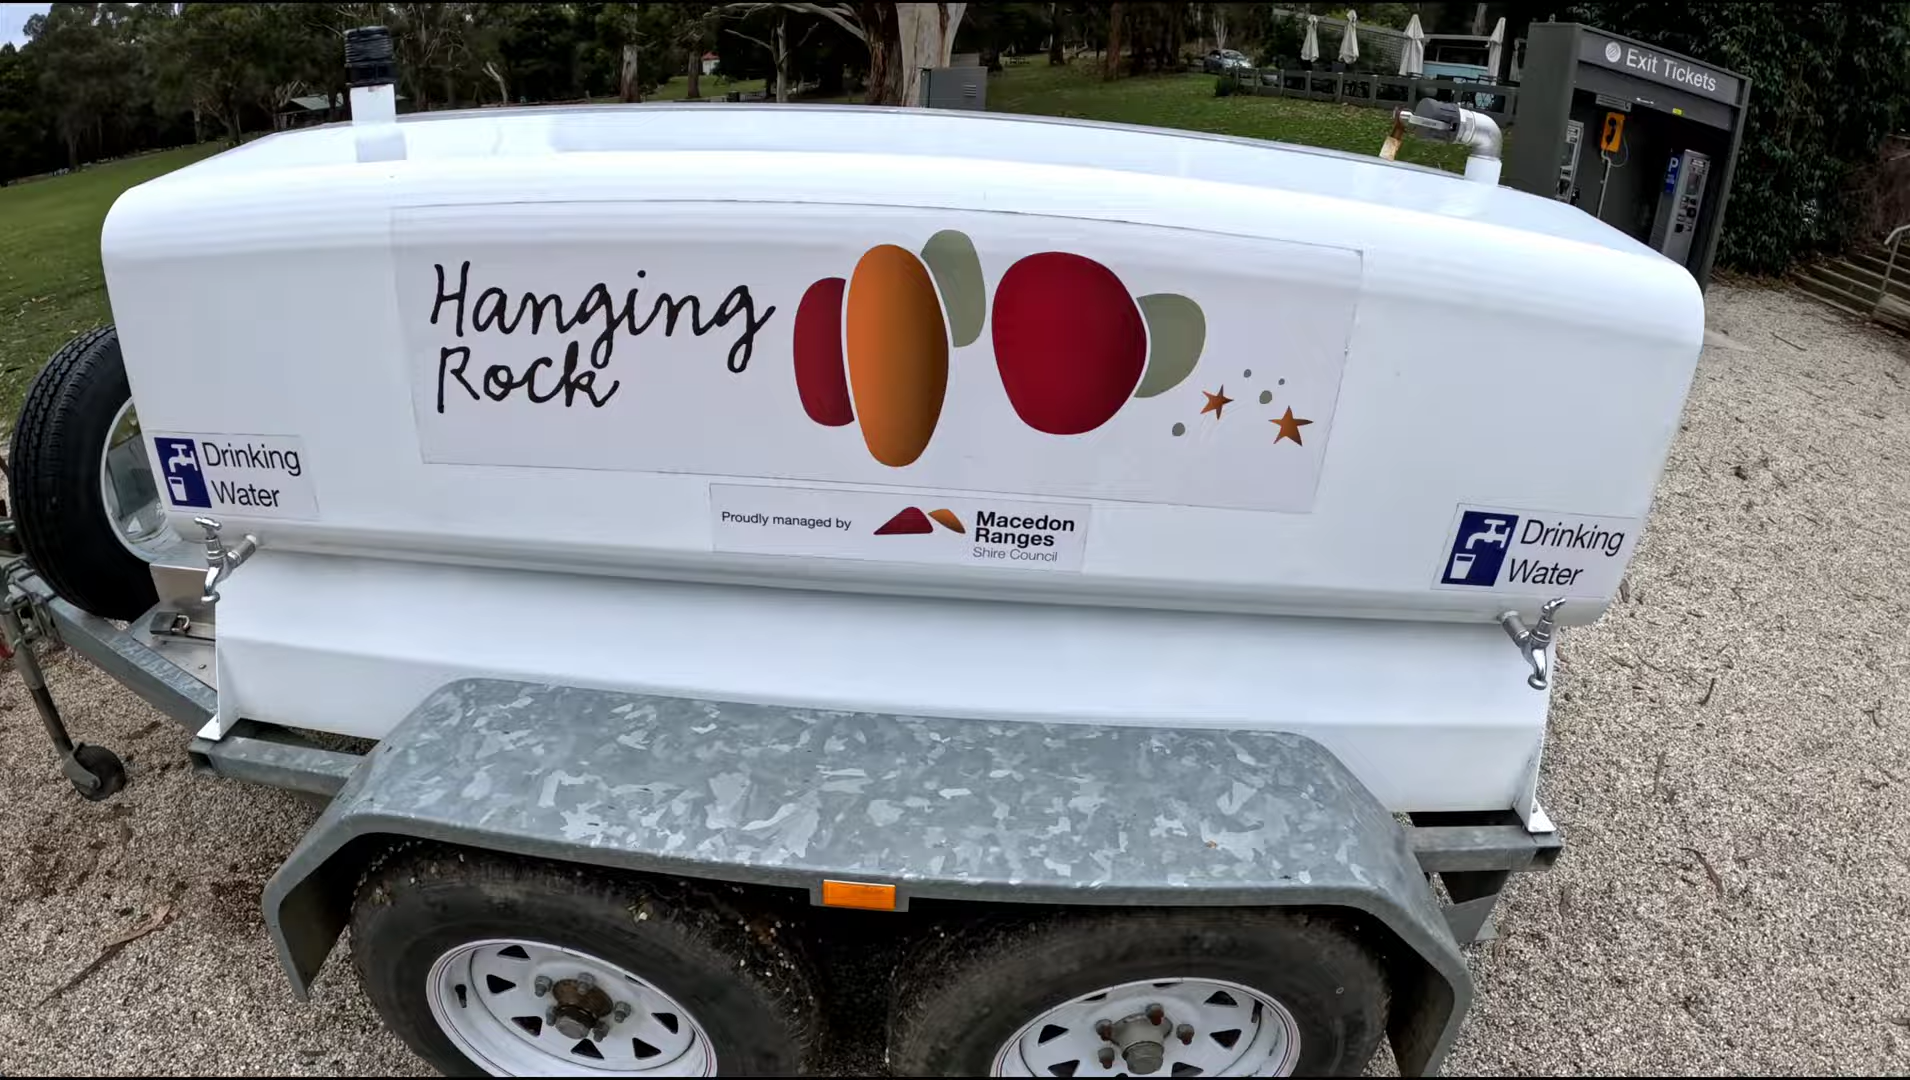 Exit Tickets
P
Hanging
Rock
Drinking
Water
Proudly managed by
Macedon
Ranges
Shire Council
Drinking
Water